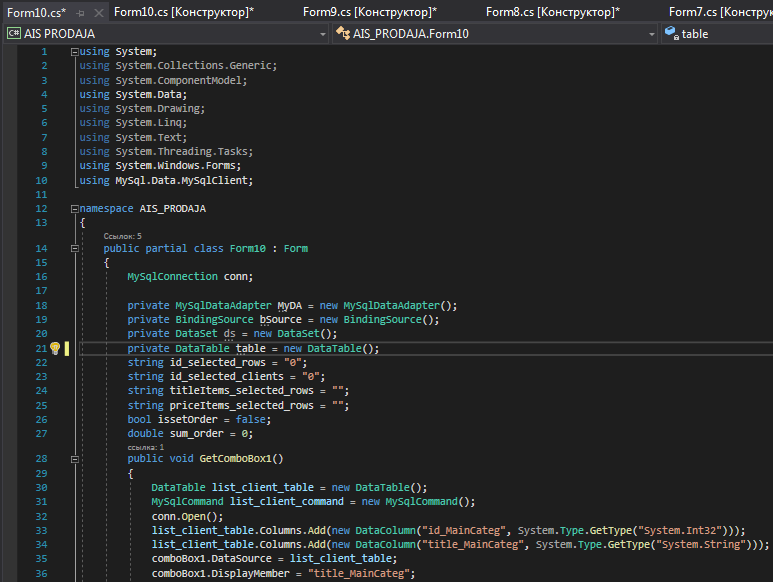 Form10.cs* Form10.cs [Конструктор]* Form9.cs [Конструктор]* Form8.cs [Конструктор]* Form7.cs [Конструктор]*
C# AIS PRODAJA AIS_PRODAJA.Form10 table
1 using System;
2 using System.Collections.Generic;
3 using System.ComponentModel;
4 using System.Data;
5 using System.Drawing;
6 using System.Linq;
7 using System.Text;
8 using System.Threading.Tasks;
9 using System.Windows.Forms;
10 using MySql.Data.MySqlClient;
11
12 namespace AIS_PRODAJA
13 {
Ссылок: 5
14 public partial class Form10 : Form
15 {
16 MySqlConnection conn;
17
18 private MySqlDataAdapter MyDA = new MySqlDataAdapter();
19 private BindingSource bSource = new BindingSource();
20 private DataSet ds = new DataSet();
21 private DataTable table = new DataTable();
22 string id_selected_rows = "0";
23 string id_selected_clients = "0";
24 string titleItems_selected_rows = "";
25 string priceItems_selected_rows = "";
26 bool issetOrder = false;
27 double sum_order = 0;
ссылка: 1
28 public void GetComboBox1()
29 {
30 DataTable list_client_table = new DataTable();
31 MySqlCommand list_client_command = new MySqlCommand();
32 conn.Open();
33 list_client_table.Columns.Add(new DataColumn("id_MainCateg", System.Type.GetType("System.Int32")));
34 list_client_table.Columns.Add(new DataColumn("title_MainCateg", System.Type.GetType("System.String")));
35 comboBox1.DataSource = list_client_table;
36 comboBox1.DisplayMember = "title_MainCateg";